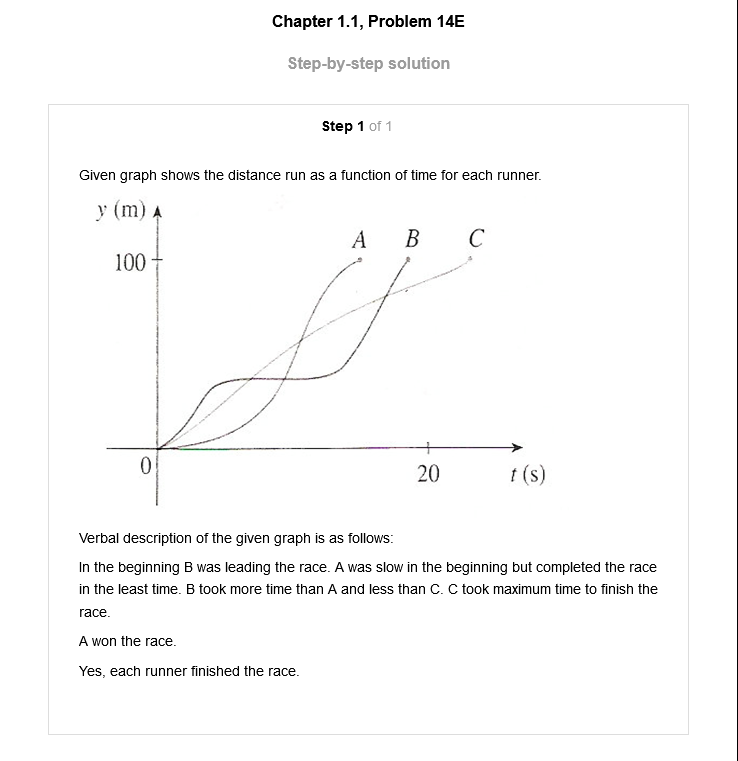 Chapter 1.1, Problem 14E
Step-by-step solution
Step 1 of 1
Given graph shows the distance run as a function of time for each runner.
y (m)
A B C
100
0
20
t (s)
Verbal description of the given graph is as follows:
In the beginning B was leading the race. A was slow in the beginning but completed the race
in the least time. B took more time than A and less than C. C took maximum time to finish the
race.
A won the race.
Yes, each runner finished the race.